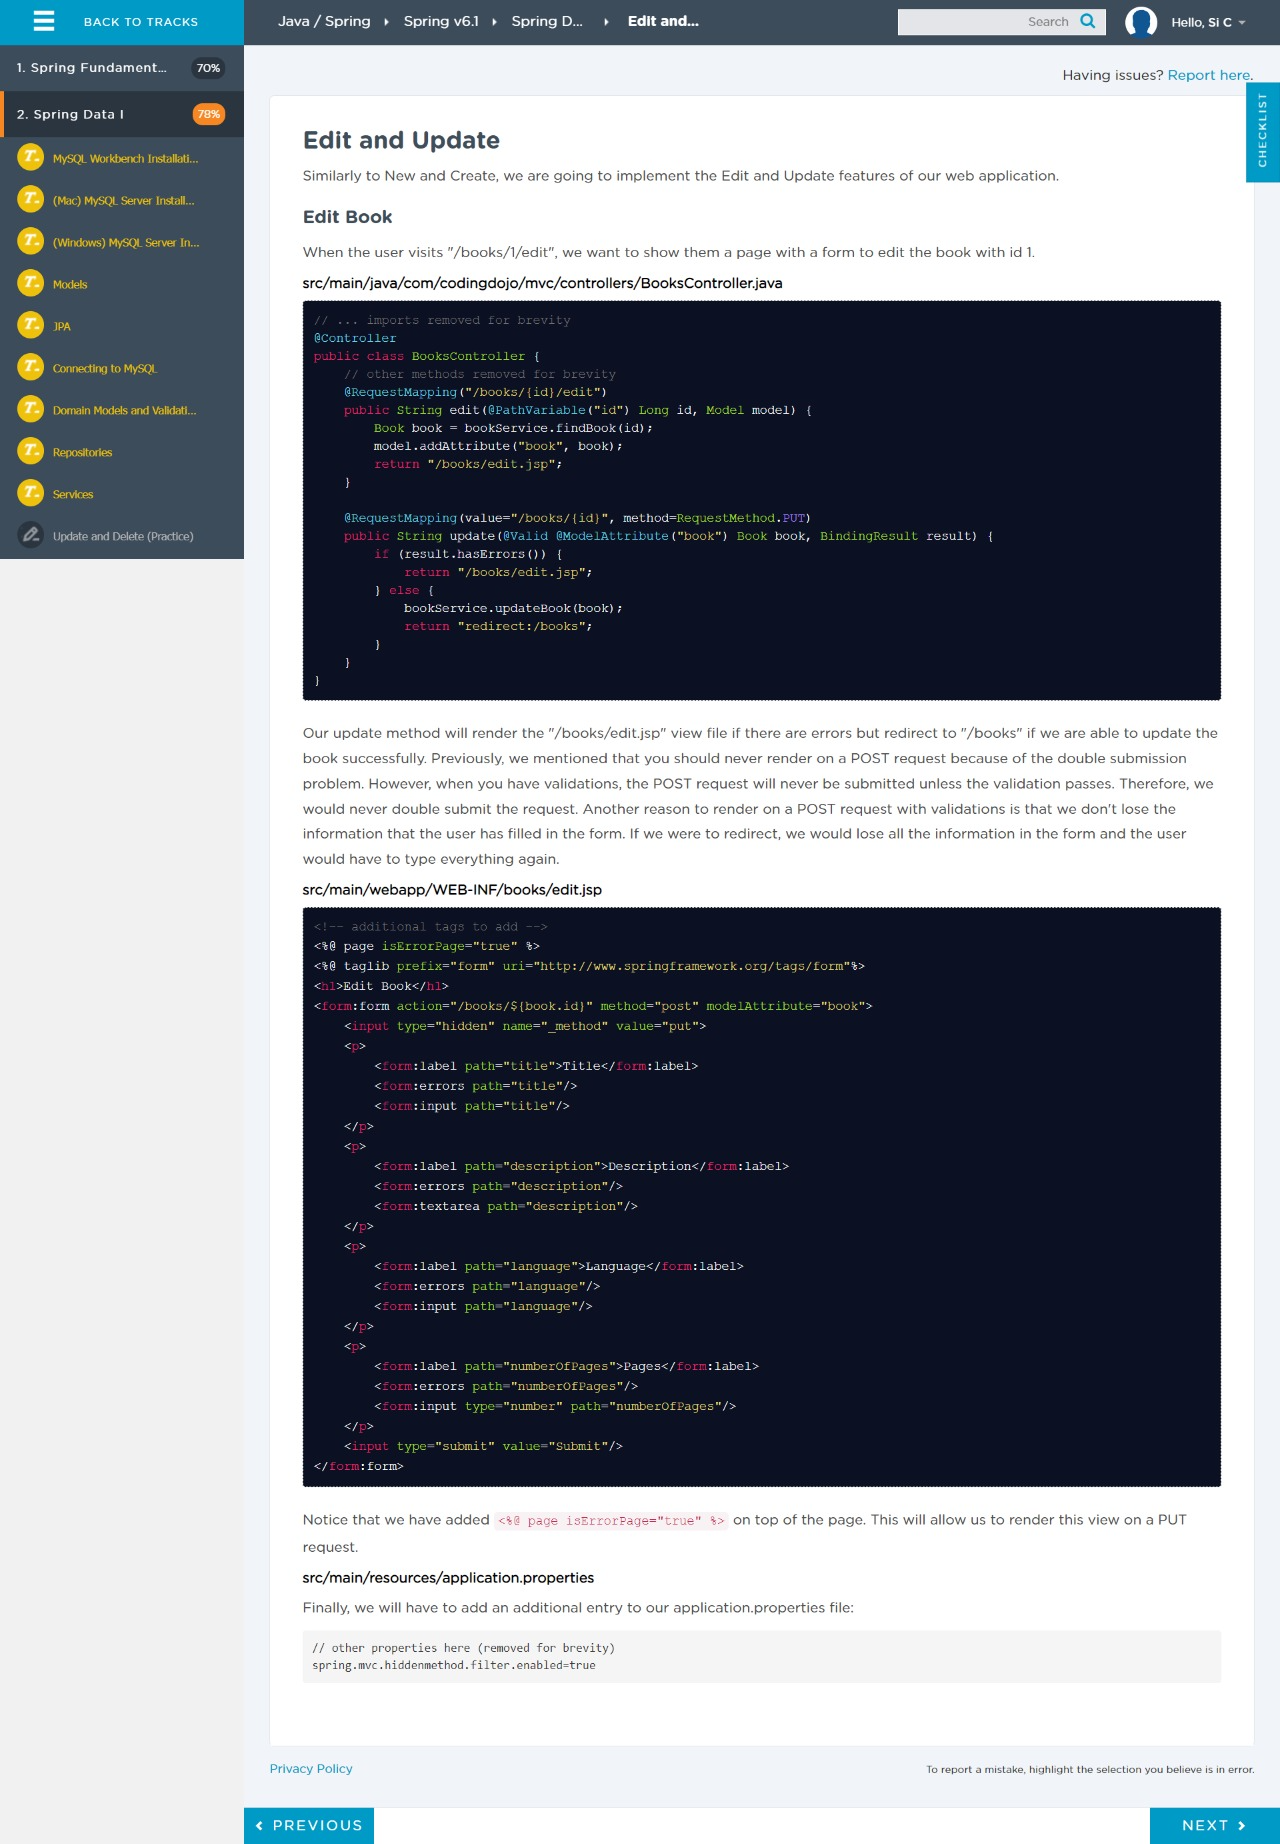 BACK TO TRACKS
Java / Spring
Spring v6.1
Spring D...
Edit and...
Search
Hello, Si C
1. Spring Fundament...
70%
2. Spring Data I
78%
MySQL Workbench Installati...
(Mac) MySQL Server Install...
(Windows) MySQL Server In...
Models
JPA
Connecting to MySQL
Domain Models and Validati...
Repositories
Services
Update and Delete (Practice)
Having issues? Report here.
CHECKLIST
Edit and Update
Similarly to New and Create, we are going to implement the Edit and Update features of our web application.
Edit Book
When the user visits "/books/1/edit", we want to show them a page with a form to edit the book with id 1.
src/main/java/com/codingdojo/mvc/controllers/BooksController.java
// ... imports removed for brevity
@Controller
public class BooksController {
    // other methods removed for brevity
    @RequestMapping("/books/{id}/edit")
    public String edit(@PathVariable("id") Long id, Model model) {
        Book book = bookService.findBook(id);
        model.addAttribute("book", book);
        return "/books/edit.jsp";
    }
    @RequestMapping(value="/books/{id}", method=RequestMethod.PUT)
    public String update(@Valid @ModelAttribute("book") Book book, BindingResult result) {
        if (result.hasErrors()) {
            return "/books/edit.jsp";
        } else {
            bookService.updateBook(book);
            return "redirect:/books";
        }
    }
}
Our update method will render the "/books/edit.jsp" view file if there are errors but redirect to "/books" if we are able to update the
book successfully. Previously, we mentioned that you should never render on a POST request because of the double submission
problem. However, when you have validations, the POST request will never be submitted unless the validation passes. Therefore, we
would never double submit the request. Another reason to render on a POST request with validations is that we don't lose the
information that the user has filled in the form. If we were to redirect, we would lose all the information in the form and the user
would have to type everything again.
src/main/webapp/WEB-INF/books/edit.jsp
<!-- additional tags to add -->
<%@ page isErrorPage="true" %>
<%@ taglib prefix="form" uri="http://www.springframework.org/tags/form"%>
<h1>Edit Book</h1>
<form:form action="/books/${book.id}" method="post" modelAttribute="book">
    <input type="hidden" name="_method" value="put">
    <p>
        <form:label path="title">Title</form:label>
        <form:errors path="title"/>
        <form:input path="title"/>
    </p>
    <p>
        <form:label path="description">Description</form:label>
        <form:errors path="description"/>
        <form:textarea path="description"/>
    </p>
    <p>
        <form:label path="language">Language</form:label>
        <form:errors path="language"/>
        <form:input path="language"/>
    </p>
    <p>
        <form:label path="numberOfPages">Pages</form:label>
        <form:errors path="numberOfPages"/>
        <form:input type="number" path="numberOfPages"/>
    </p>
    <input type="submit" value="Submit"/>
</form:form>
Notice that we have added <%@ page isErrorPage="true" %> on top of the page. This will allow us to render this view on a PUT
request.
src/main/resources/application.properties
Finally, we will have to add an additional entry to our application.properties file:
// other properties here (removed for brevity)
spring.mvc.hiddenmethod.filter.enabled=true
Privacy Policy
To report a mistake, highlight the selection you believe is in error.
PREVIOUS
NEXT